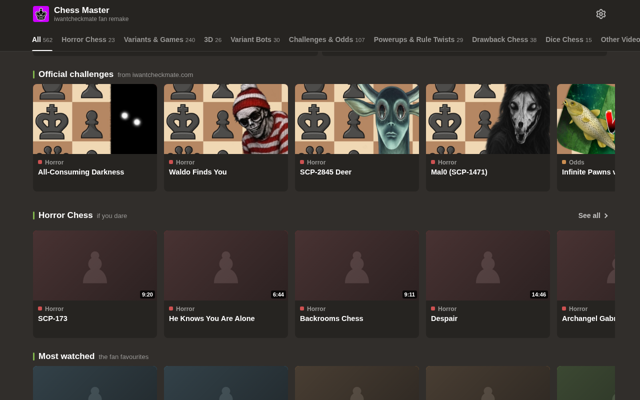 Chess Master
iwantcheckmate fan remake
All 562 Horror Chess 23 Variants & Games 240 3D 26 Variant Bots 30 Challenges & Odds 107 Powerups & Rule Twists 29 Drawback Chess 38 Dice Chess 15 Other Video
Official challenges from iwantcheckmate.com
Horror Horror Horror Horror Odds
All-Consuming Darkness Waldo Finds You SCP-2845 Deer Mal0 (SCP-1471) Infinite Pawns v
Horror Chess if you dare See all
9:20 6:44 9:11 14:46
Horror Horror Horror Horror Horror
SCP-173 He Knows You Are Alone Backrooms Chess Despair Archangel Gab
Most watched the fan favourites